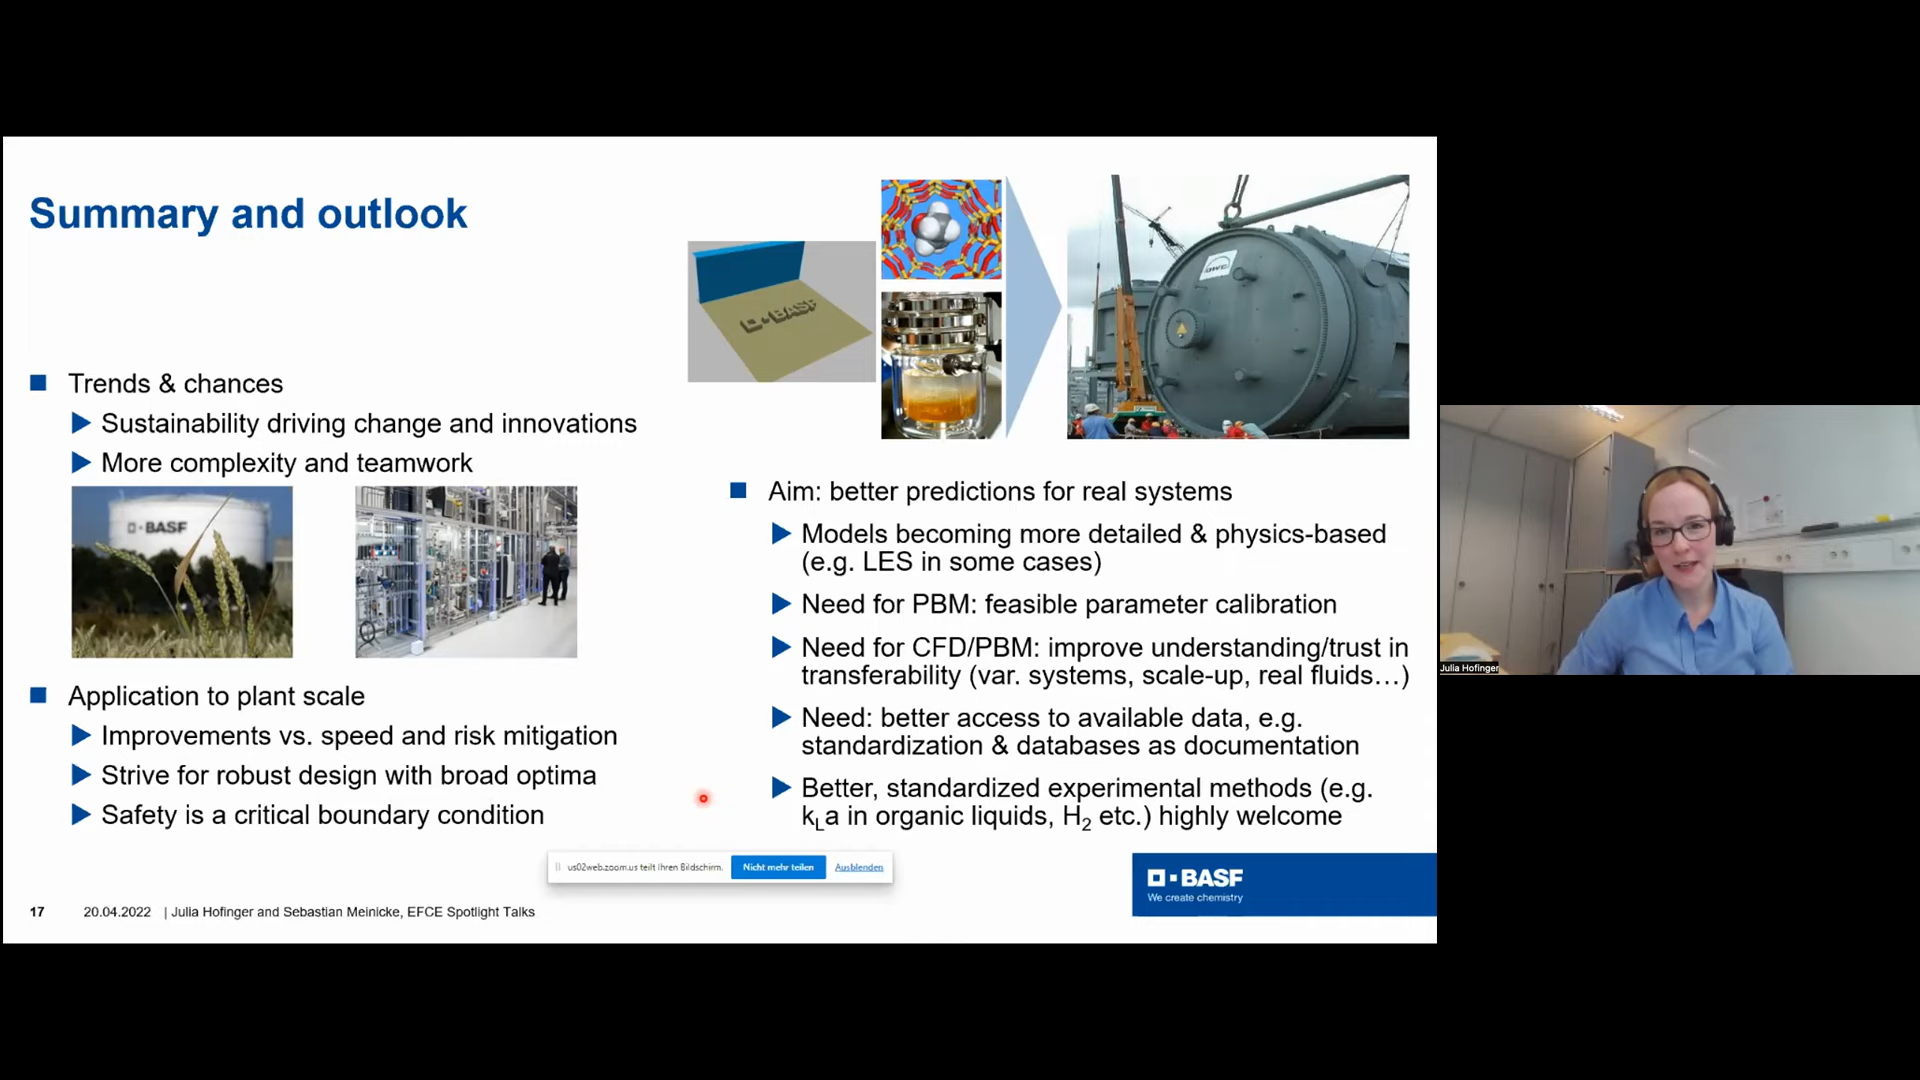 Summary and outlook
BASF
Trends & chances
Sustainability driving change and innovations
More complexity and teamwork
BASF
Application to plant scale
Improvements vs. speed and risk mitigation
Strive for robust design with broad optima
Safety is a critical boundary condition
Aim: better predictions for real systems
Models becoming more detailed & physics-based
(e.g. LES in some cases)
Need for PBM: feasible parameter calibration
Need for CFD/PBM: improve understanding/trust in
transferability (var. systems, scale-up, real fluids…)
Need: better access to available data, e.g.
standardization & databases as documentation
Better, standardized experimental methods (e.g.
kLa in organic liquids, H2 etc.) highly welcome
us02web.zoom.us teilt Ihren Bildschirm. Nicht mehr teilen Ausblenden
BASF
We create chemistry
17 20.04.2022 | Julia Hofinger and Sebastian Meinicke, EFCE Spotlight Talks
Julia Hofinger